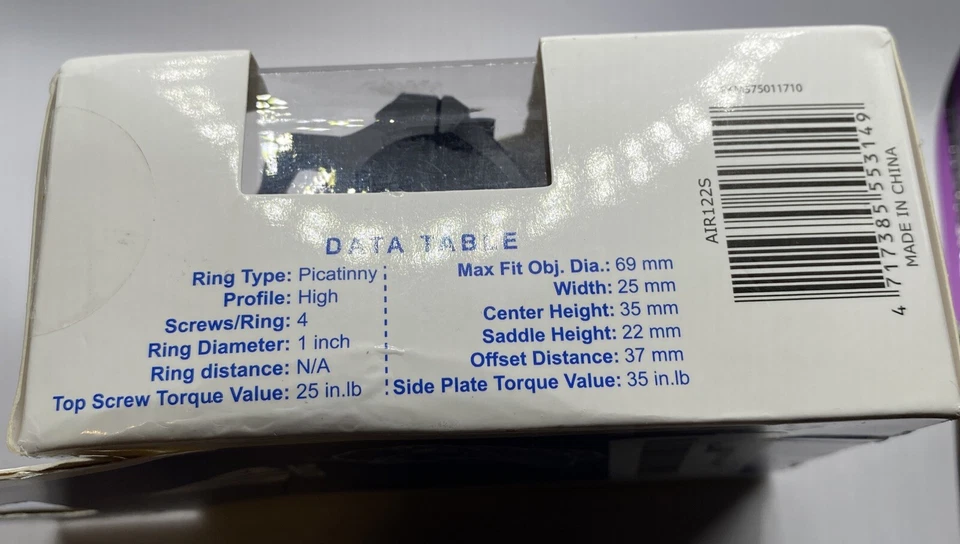 DATA TABLE
Ring Type: Picatinny
Profile: High
Screws/Ring: 4
Ring Diameter: 1 inch
Ring distance: N/A
Top Screw Torque Value: 25 in.lb
Max Fit Obj. Dia.: 69 mm
Width: 25 mm
Center Height: 35 mm
Saddle Height: 22 mm
Offset Distance: 37 mm
Side Plate Torque Value: 35 in.lb
AIR122S
4 717385 553149
MADE IN CHINA